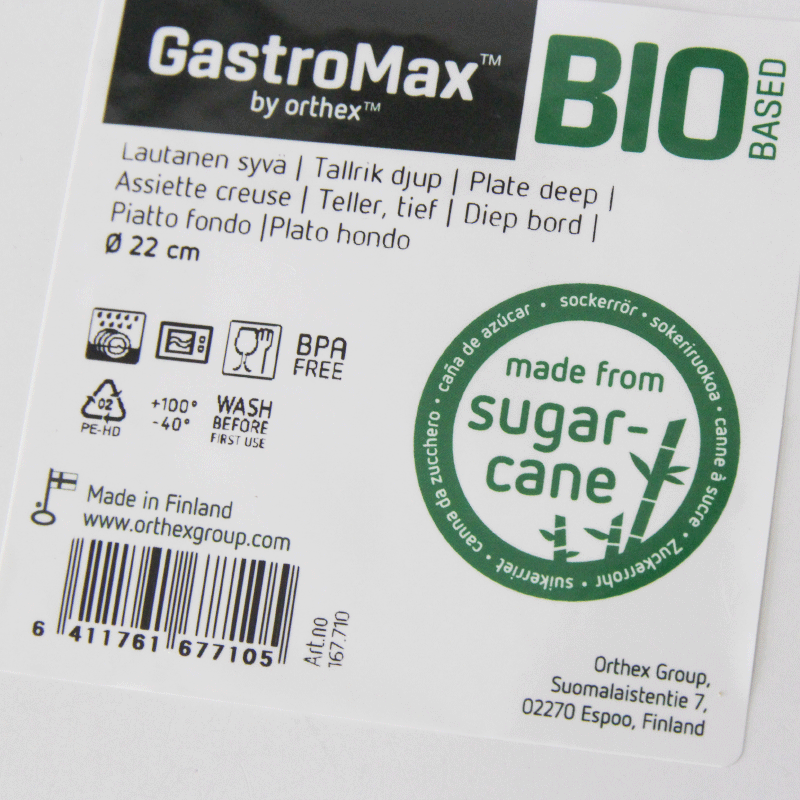 GastroMax™
by orthex™
BIO
BASED
Lautanen syvä | Tallrik djup | Plate deep |
Assiette creuse | Teller, tief | Diep bord |
Piatto fondo |Plato hondo
Ø 22 cm
BPA
FREE
02
PE-HD
+100°
-40°
WASH
BEFORE
FIRST USE
caña de azúcar • sockerrör • sokeriruokoa • canne à sucre • Zuckerrohr • suikerriet • canna da zucchero •
made from
sugar-
cane
Made in Finland
www.orthexgroup.com
6 411761 677105
Art.no
167.710
Orthex Group,
Suomalaistentie 7,
02270 Espoo, Finland